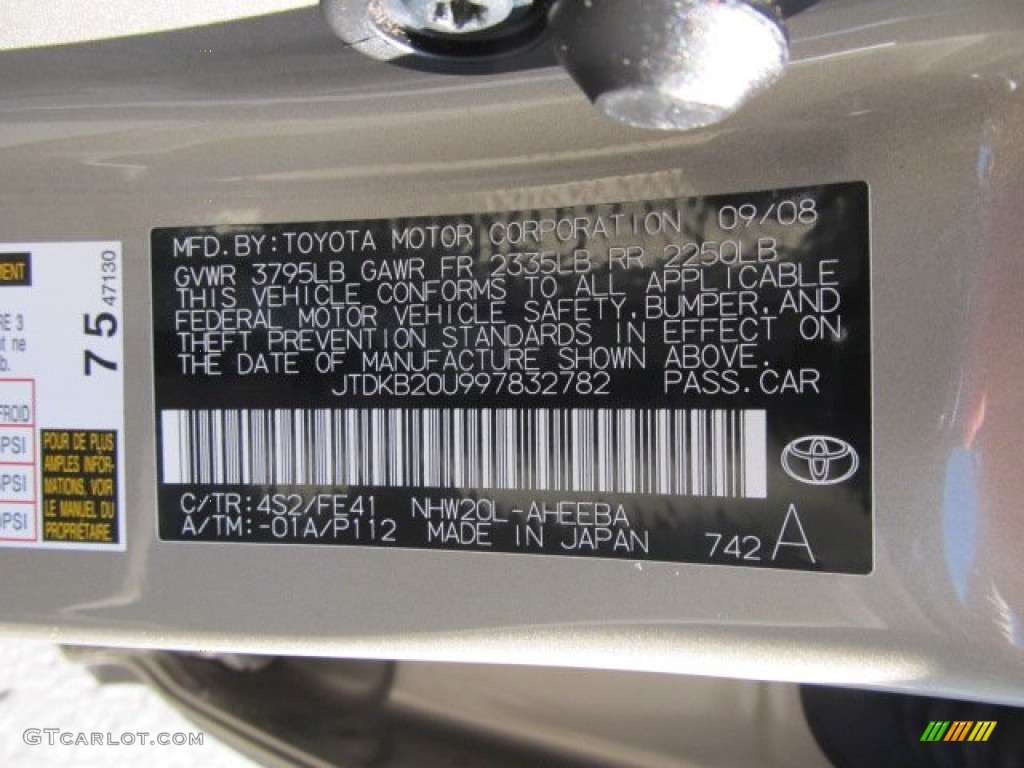 MFD. BY: TOYOTA MOTOR CORPORATION 09/08
GVWR 3795LB GAWR FR 2335LB RR 2250LB
THIS VEHICLE CONFORMS TO ALL APPLICABLE
FEDERAL MOTOR VEHICLE SAFETY, BUMPER, AND
THEFT PREVENTION STANDARDS IN EFFECT ON
THE DATE OF MANUFACTURE SHOWN ABOVE.
JTDKB20U997832782 PASS. CAR
C/TR: 4S2/FE41 NHW20L-AHEEBA
A/TM: -01A/P112 MADE IN JAPAN 742 A
47130
75
FROID
PSI
PSI
PSI
POUR DE PLUS
AMPLES INFOR-
MATIONS, VOIR
LE MANUEL DU
PROPRIÉTAIRE
GTCARLOT.COM